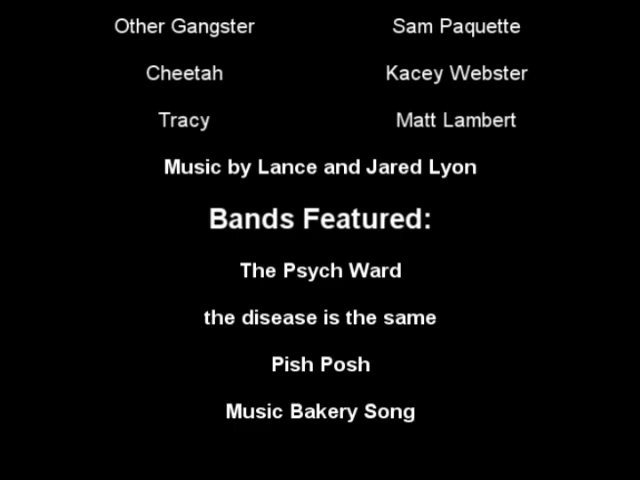 Other Gangster Sam Paquette
Cheetah Kacey Webster
Tracy Matt Lambert
Music by Lance and Jared Lyon
Bands Featured:
The Psych Ward
the disease is the same
Pish Posh
Music Bakery Song